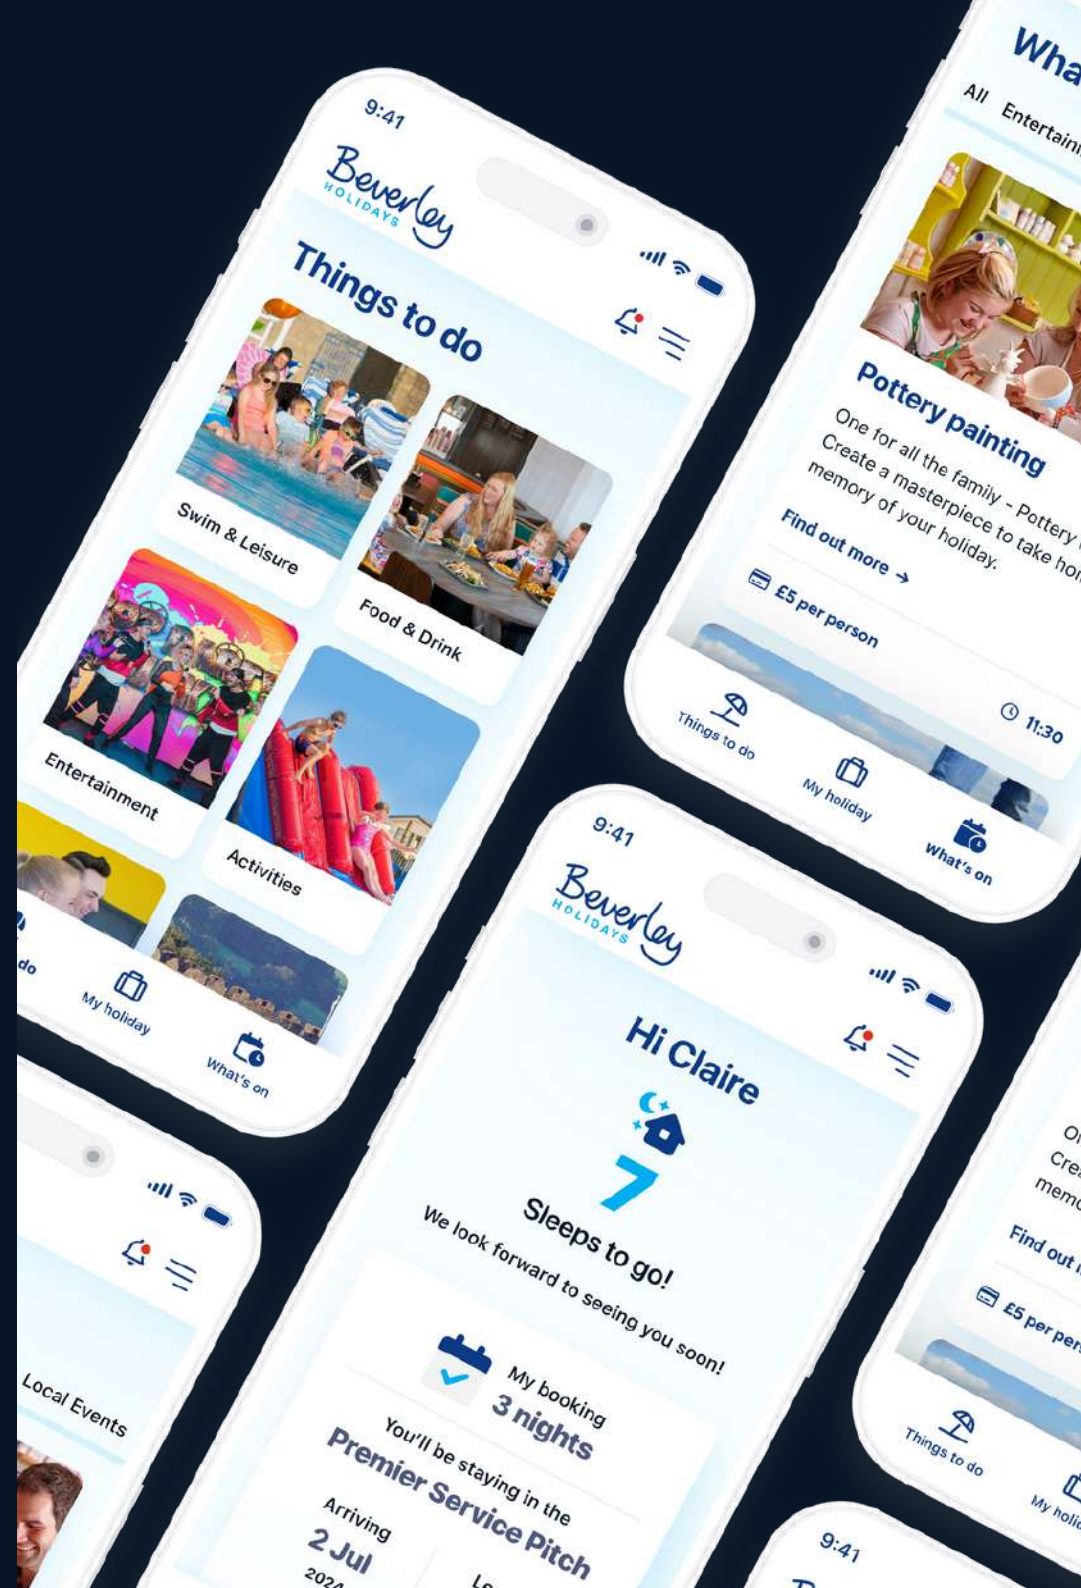 9:41
Beverley
HOLIDAYS
Things to do
Swim & Leisure
Food & Drink
Entertainment
Activities
do
My holiday
What's on
All
Pottery painting
One for all the family - Pottery
Create a masterpiece to take
memory of your holiday.
Find out more →
£5 per person
11:30
Things to do
My holiday
What's on
9:41
Beverley
HOLIDAYS
Hi Claire
7
Sleeps to go!
We look forward to seeing you soon!
My booking
3 nights
You'll be staying in the
Premier Service Pitch
Arriving
2 Jul
2024
Local Events
Find out
£5 per
Things to do
My
9:41